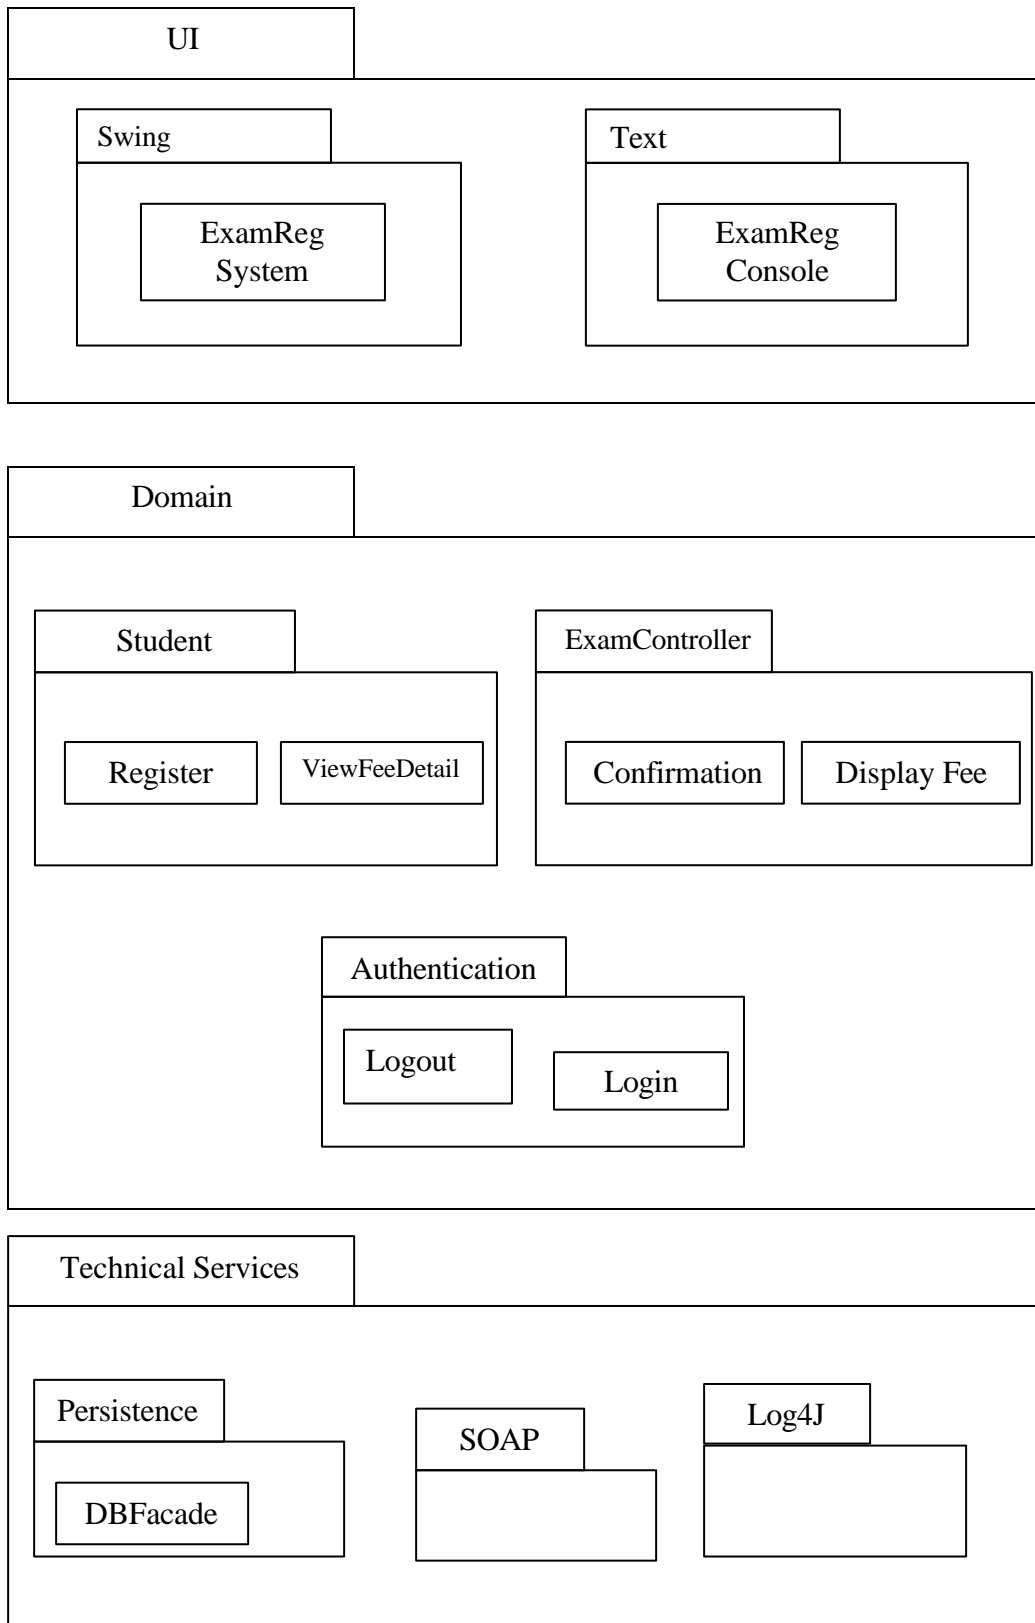 UI
Swing
Text
ExamReg
System
ExamReg
Console
Domain
Student
ExamController
Register
ViewFeeDetail
Confirmation
Display Fee
Authentication
Logout
Login
Technical Services
Persistence
SOAP
Log4J
DBFacade